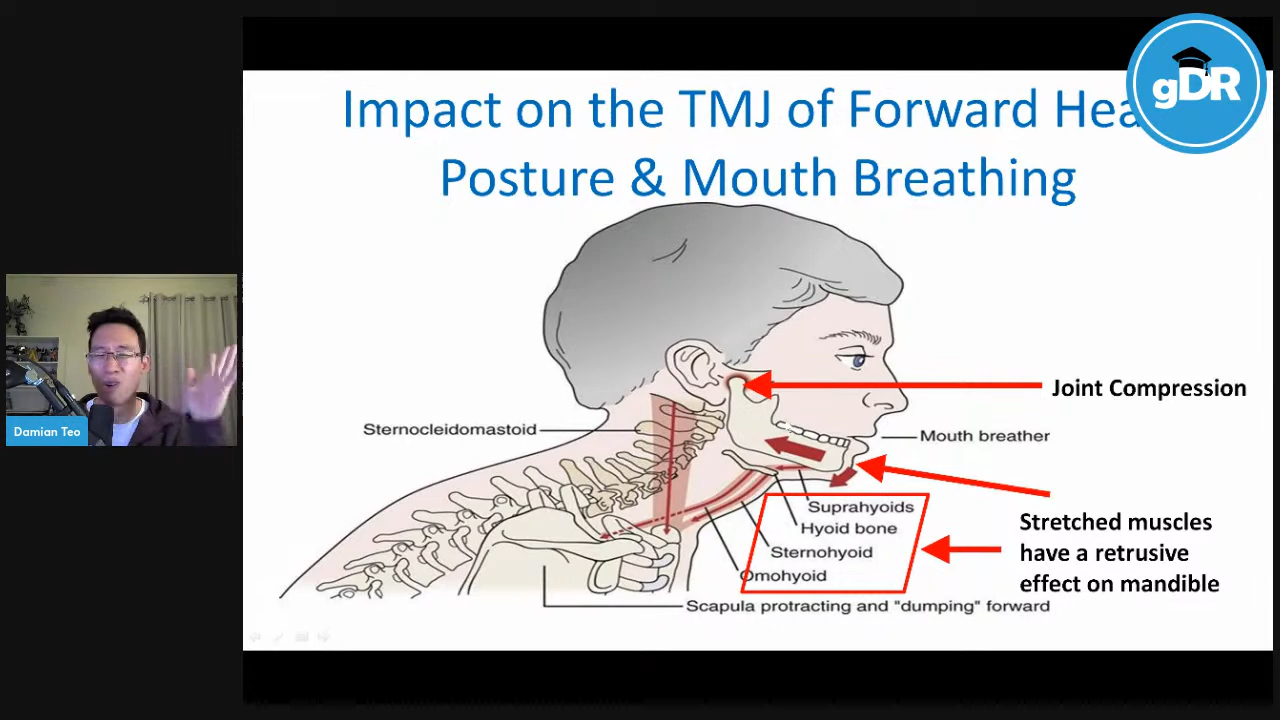 gDR
Impact on the TMJ of Forward Hea
Posture & Mouth Breathing
Joint Compression
Sternocleidomastoid
Mouth breather
Damian Teo
Suprahyoids
Hyoid bone
Sternohyoid
Omohyoid
Stretched muscles
have a retrusive
effect on mandible
Scapula protracting and "dumping" forward